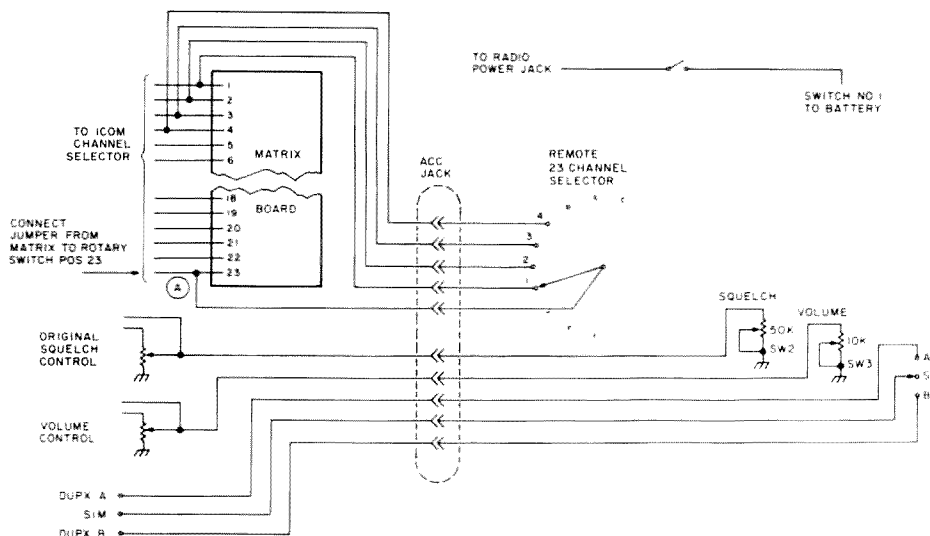 TO RADIO
POWER JACK
SWITCH NO.1
TO BATTERY
TO ICOM
CHANNEL
SELECTOR
1
2
3
4
5
6
MATRIX
BOARD
18
19
20
21
22
23
CONNECT
JUMPER FROM
MATRIX TO ROTARY
SWITCH POS 23
A
ACC
JACK
REMOTE
23 CHANNEL
SELECTOR
4
3
2
1
ORIGINAL
SQUELCH
CONTROL
VOLUME
CONTROL
SQUELCH
50K
SW2
VOLUME
10K
SW3
A
S
B
DUPX A
SIM
DUPX B